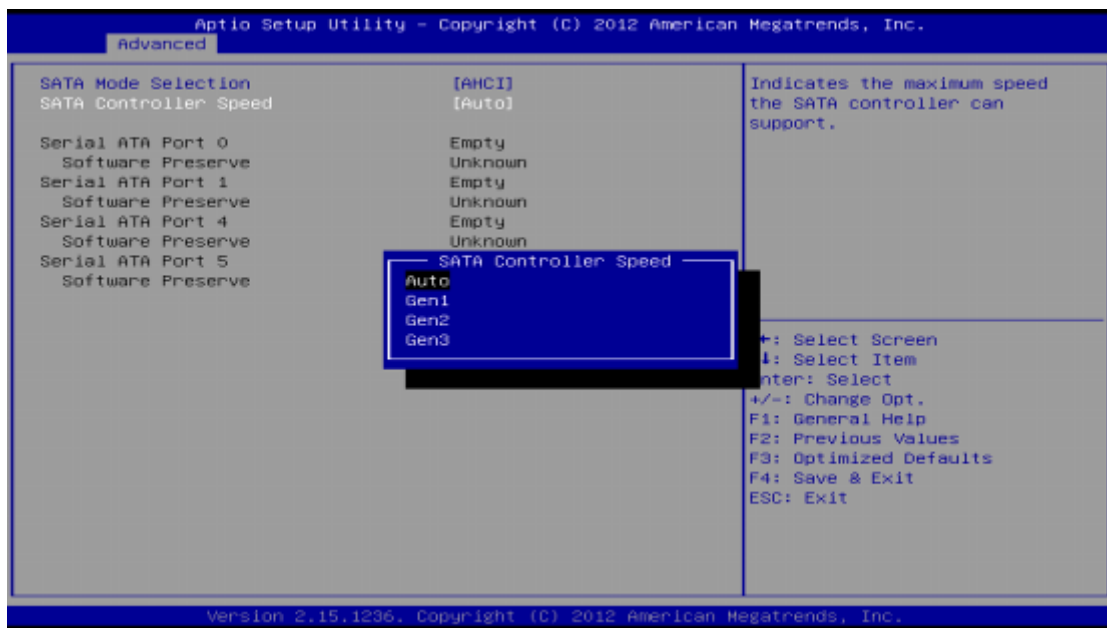 Aptio Setup Utility – Copyright (C) 2012 American Megatrends, Inc.
Advanced
SATA Mode Selection [AHCI]
SATA Controller Speed [Auto]
Serial ATA Port 0 Empty
Software Preserve Unknown
Serial ATA Port 1 Empty
Software Preserve Unknown
Serial ATA Port 4 Empty
Software Preserve Unknown
Serial ATA Port 5
Software Preserve
SATA Controller Speed
Auto
Gen1
Gen2
Gen3
Indicates the maximum speed
the SATA controller can
support.
←: Select Screen
↓: Select Item
nter: Select
+/-: Change Opt.
F1: General Help
F2: Previous Values
F3: Optimized Defaults
F4: Save & Exit
ESC: Exit
Version 2.15.1236. Copyright (C) 2012 American Megatrends, Inc.